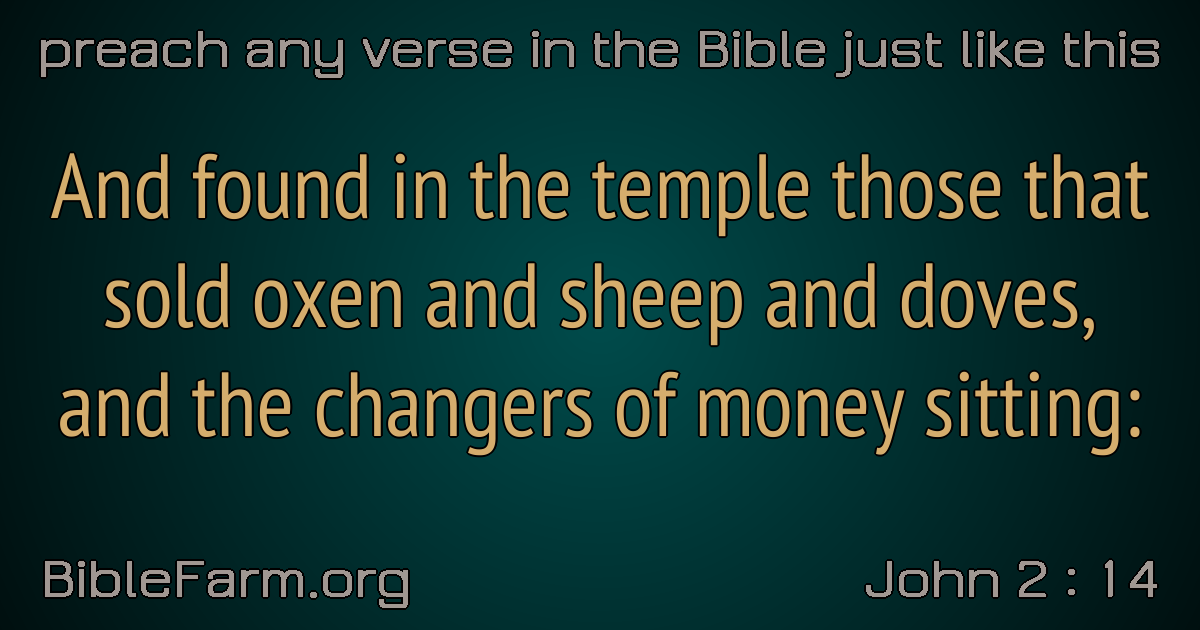 preach any verse in the Bible just like this
And found in the temple those that
sold oxen and sheep and doves,
and the changers of money sitting:
BibleFarm.org
John 2 : 14